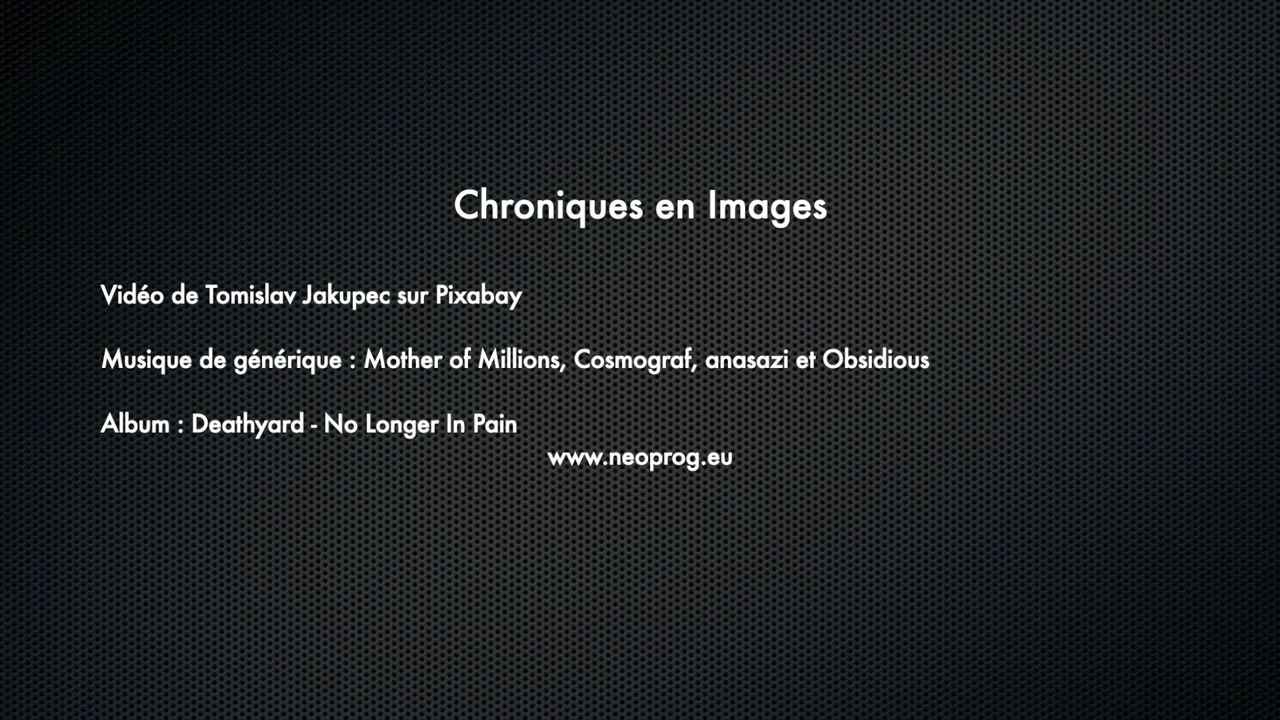 Chroniques en Images
Vidéo de Tomislav Jakupec sur Pixabay
Musique de générique : Mother of Millions, Cosmograf, anasazi et Obsidious
Album : Deathyard - No Longer In Pain
www.neoprog.eu